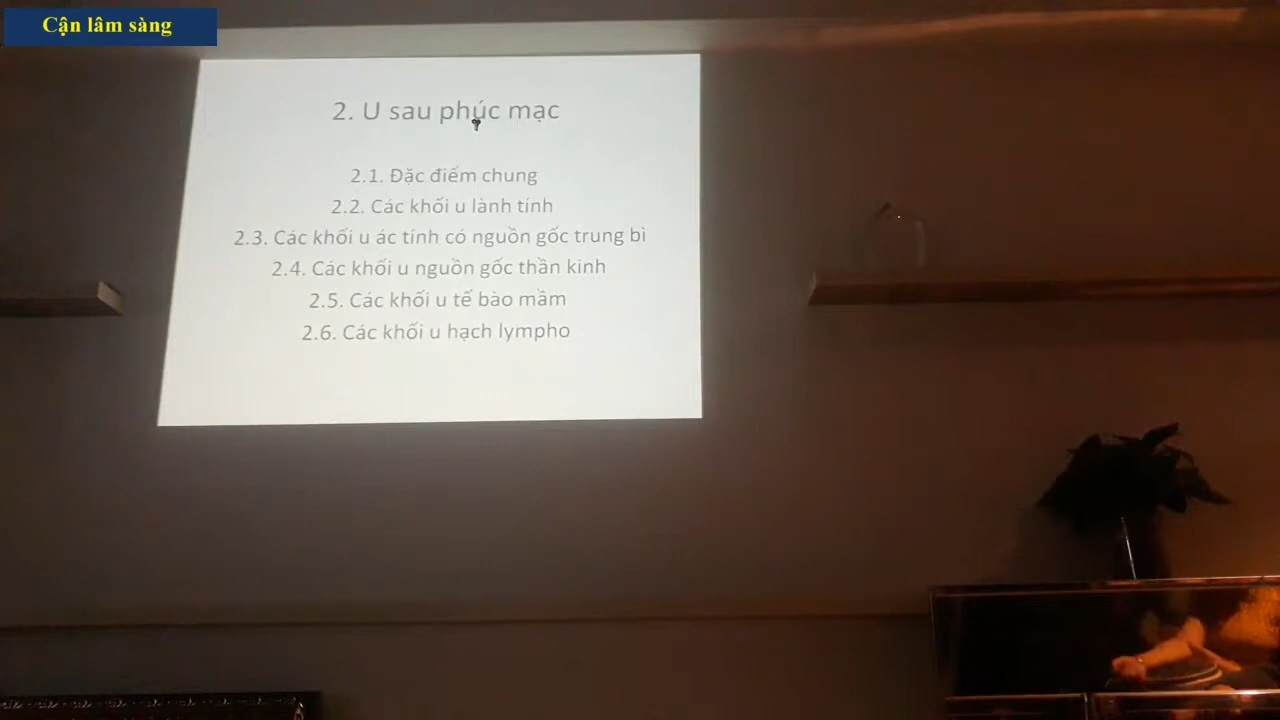 Cận lâm sàng
2. U sau phúc mạc
2.1. Đặc điểm chung
2.2. Các khối u lành tính
2.3. Các khối u ác tính có nguồn gốc trung bì
2.4. Các khối u nguồn gốc thần kinh
2.5. Các khối u tế bào mầm
2.6. Các khối u hạch lympho